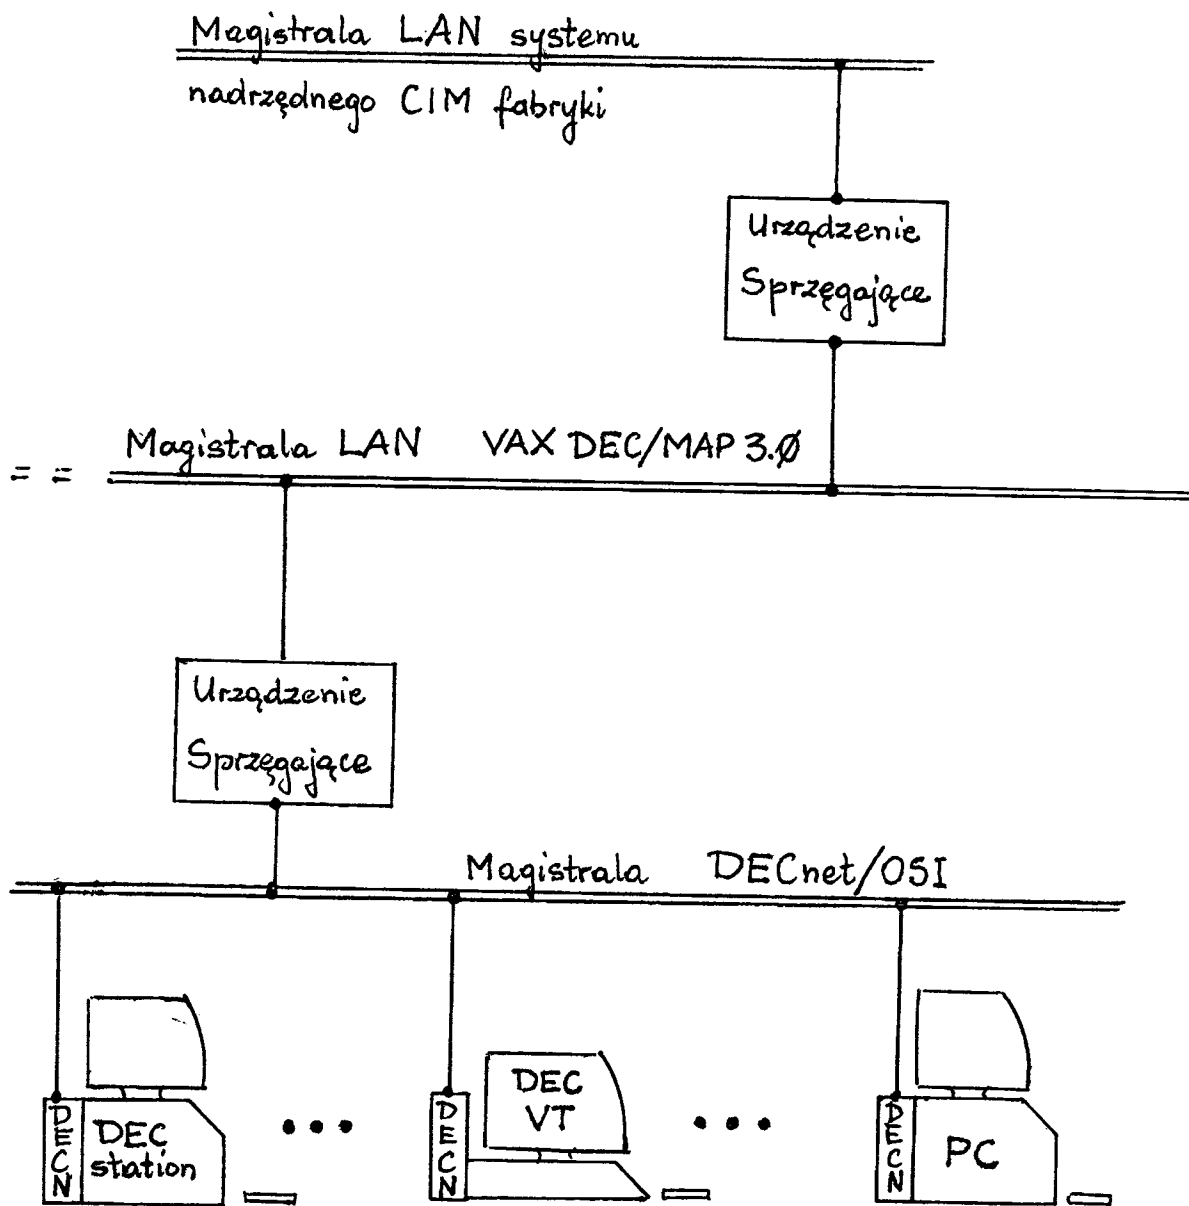 Magistrala LAN systemu
nadrzędnego CIM fabryki
Urządzenie
Sprzęgające
Magistrala LAN VAX DEC/MAP 3.0
Urządzenie
Sprzęgające
Magistrala DECnet/OSI
DECN
DEC
station
DECN
DEC
VT
DECN
PC